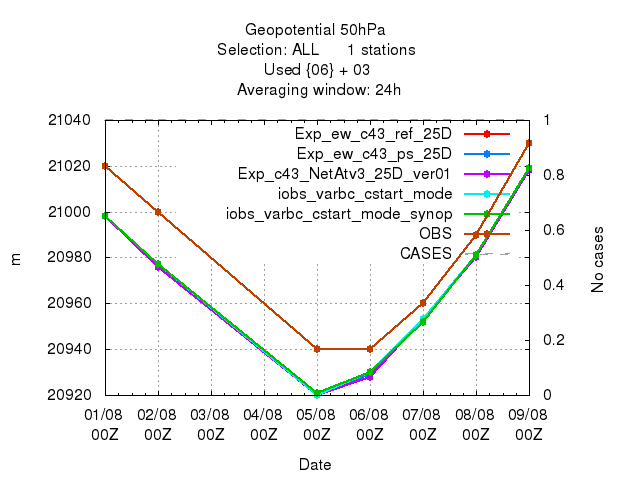 Geopotential 50hPa
Selection: ALL 1 stations
Used {06} + 03
Averaging window: 24h
21040
21020
21000
20980
20960
20940
20920
m
1
0.8
0.6
0.4
0.2
0
No cases
Exp_ew_c43_ref_25D
Exp_ew_c43_ps_25D
Exp_c43_NetAtv3_25D_ver01
iobs_varbc_cstart_mode
iobs_varbc_cstart_mode_synop
OBS
CASES
01/08 02/08 03/08 04/08 05/08 06/08 07/08 08/08 09/08
00Z 00Z 00Z 00Z 00Z 00Z 00Z 00Z 00Z
Date